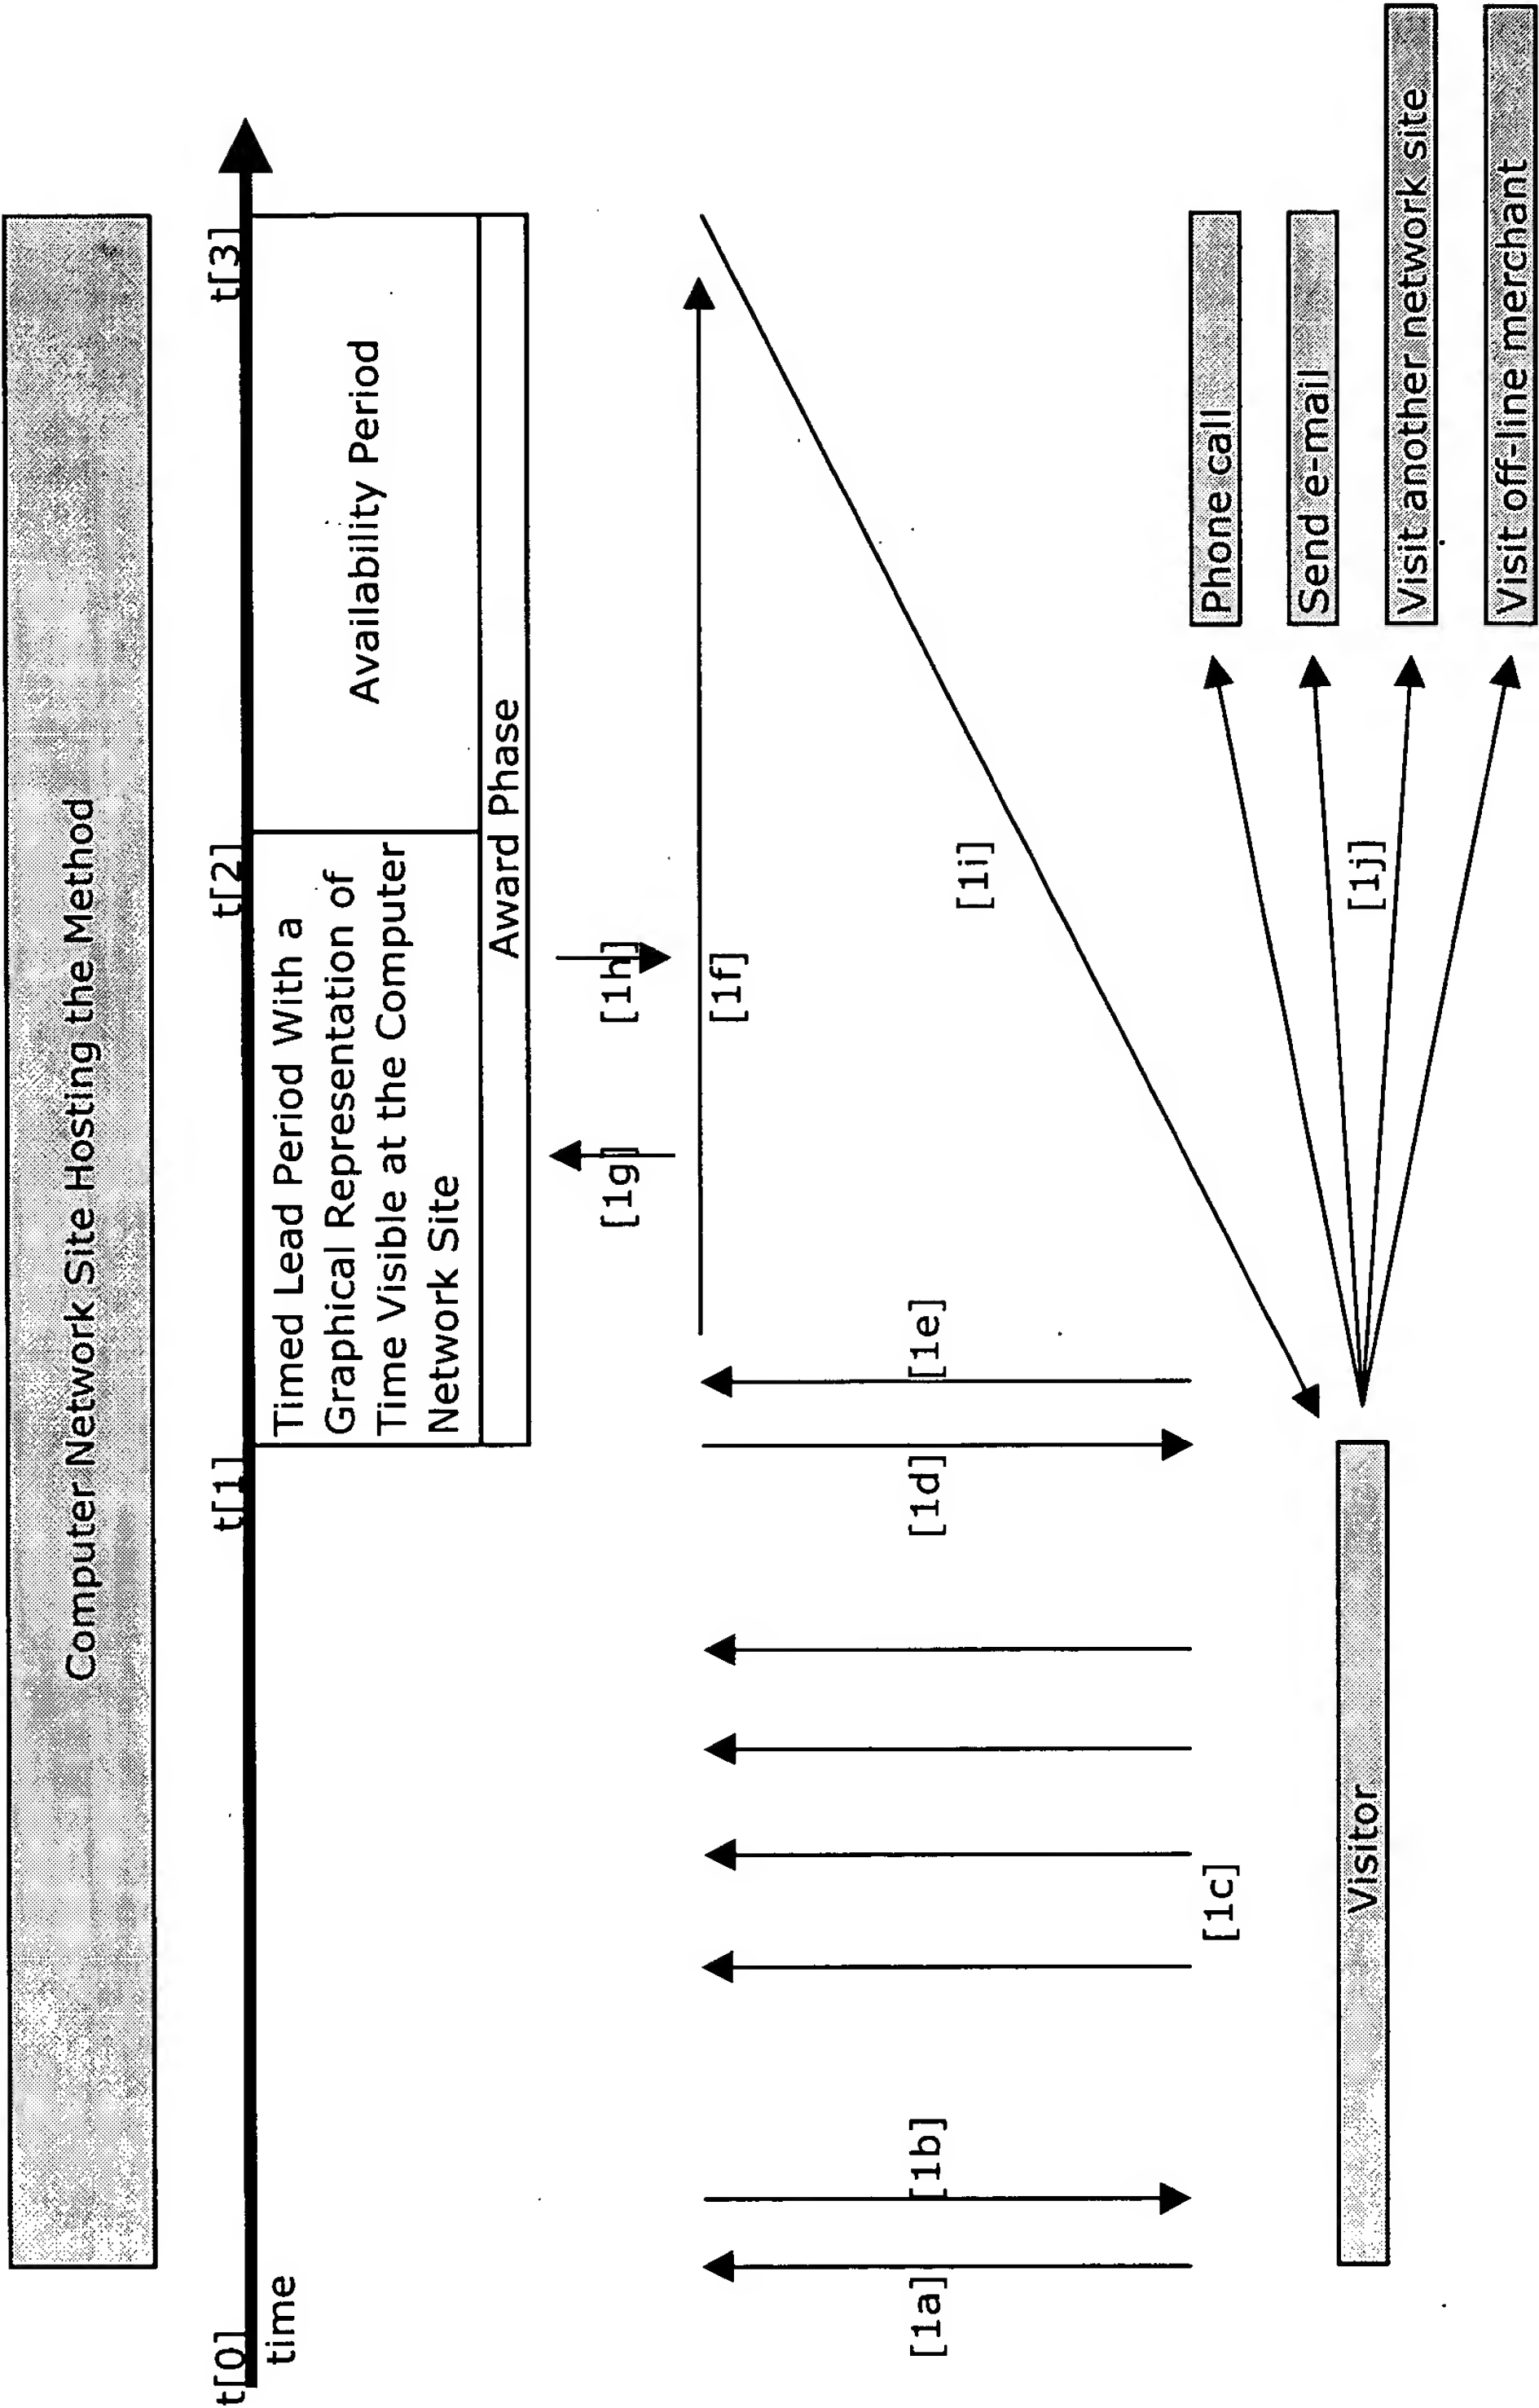 Computer Network Site Hosting the Method
t[0]
t[1]
t[2]
t[3]
time
Timed Lead Period With a
Graphical Representation of
Time Visible at the Computer
Network Site
Availability Period
Award Phase
[1g]
[1h]
[1f]
[1a]
[1b]
[1d]
[1e]
[1i]
[1c]
[1j]
Visitor
Phone call
Send e-mail
Visit another network site
Visit off-line merchant